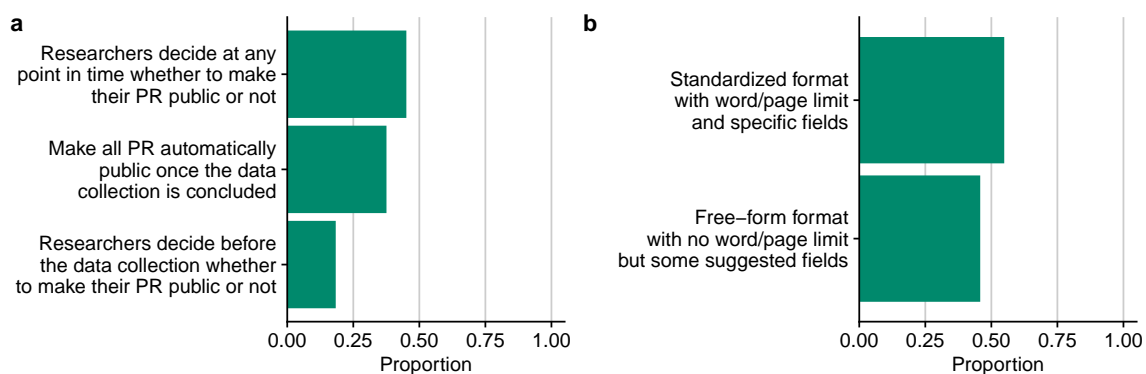 a
Researchers decide at any
point in time whether to make
their PR public or not
Make all PR automatically
public once the data
collection is concluded
Researchers decide before
the data collection whether
to make their PR public or not
0.00 0.25 0.50 0.75 1.00
Proportion
b
Standardized format
with word/page limit
and specific fields
Free−form format
with no word/page limit
but some suggested fields
0.00 0.25 0.50 0.75 1.00
Proportion